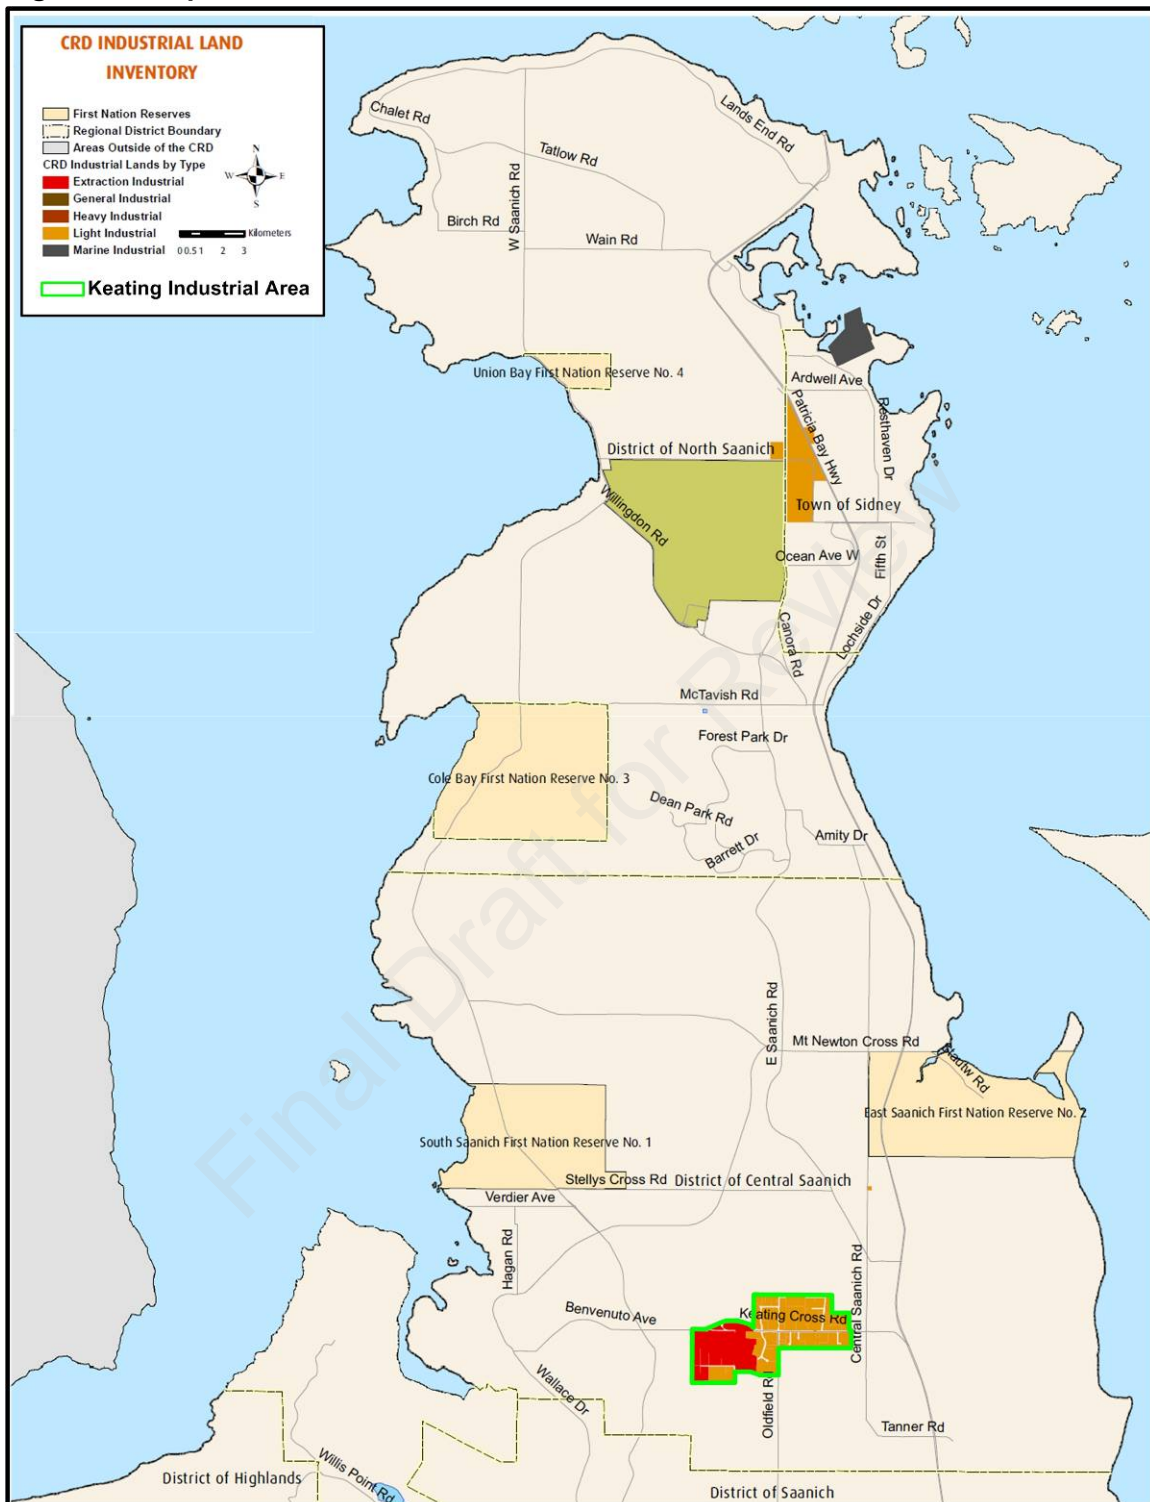 CRD INDUSTRIAL LAND
INVENTORY
First Nation Reserves
Regional District Boundary
Areas Outside of the CRD
CRD Industrial Lands by Type
Extraction Industrial
General Industrial
Heavy Industrial
Light Industrial
Marine Industrial
N
W E
S
Kilometers
0 0.5 1 2 3
Keating Industrial Area
Chalet Rd
Lands End Rd
Tatlow Rd
W Saanich Rd
Birch Rd
Wain Rd
Union Bay First Nation Reserve No. 4
Ardwell Ave
Patricia Bay Hwy
Resthaven Dr
District of North Saanich
Willingdon Rd
Town of Sidney
Ocean Ave W
Fifth St
Canora Rd
Lochside Dr
McTavish Rd
Forest Park Dr
Cole Bay First Nation Reserve No. 3
Dean Park Rd
Barrett Dr
Amity Dr
E Saanich Rd
Mt Newton Cross Rd
East Saanich First Nation Reserve No. 2
South Saanich First Nation Reserve No. 1
Stellys Cross Rd
District of Central Saanich
Verdier Ave
Hagan Rd
Benvenuto Ave
Keating Cross Rd
Central Saanich Rd
Wallace Dr
Oldfield Rd
Tanner Rd
Willis Point Rd
District of Highlands
District of Saanich
Final Draft for Review